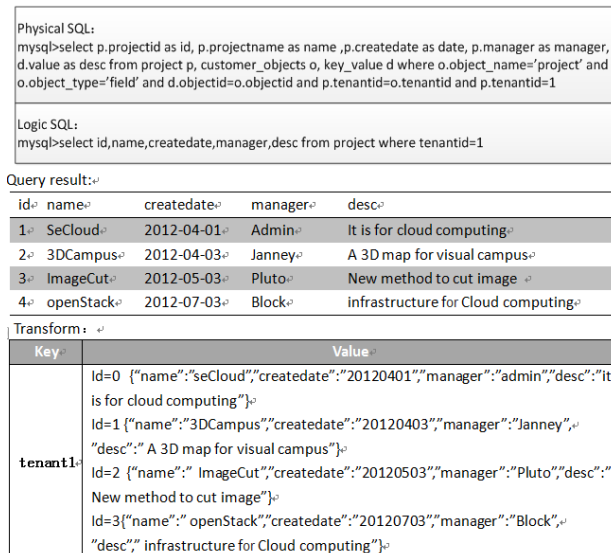 Physical SQL:
mysql>select p.projectid as id, p.projectname as name ,p.createdate as date, p.manager as manager,
d.value as desc from project p, customer_objects o, key_value d where o.object_name=’project’ and
o.object_type=’field’ and d.objectid=o.objectid and p.tenantid=o.tenantid and p.tenantid=1
Logic SQL:
mysql>select id,name,createdate,manager,desc from project where tenantid=1
Query result:↵
id↵ name↵ createdate↵ manager↵ desc↵
1↵ SeCloud↵ 2012-04-01↵ Admin↵ It is for cloud computing↵
2↵ 3DCampus↵ 2012-04-03↵ Janney↵ A 3D map for visual campus↵
3↵ ImageCut↵ 2012-05-03↵ Pluto↵ New method to cut image ↵
4↵ openStack↵ 2012-07-03↵ Block↵ infrastructure for Cloud computing↵
Transform： ↵
Key↵ Value↵
tenant1↵
Id=0 {“name”:”seCloud”,”createdate”:”20120401”,”manager”:”admin”,”desc”:”it
is for cloud computing”}↵
Id=1 {“name”:”3DCampus”,”createdate”:”20120403”,”manager”:”Janney”,↵
”desc”:” A 3D map for visual campus”}↵
Id=2 {“name”:” ImageCut”,”createdate”:”20120503”,”manager”:”Pluto”,”desc”:”
New method to cut image”}↵
Id=3{“name”:” openStack”,”createdate”:”20120703”,”manager”:”Block”,↵
”desc”,” infrastructure for Cloud computing”}↵